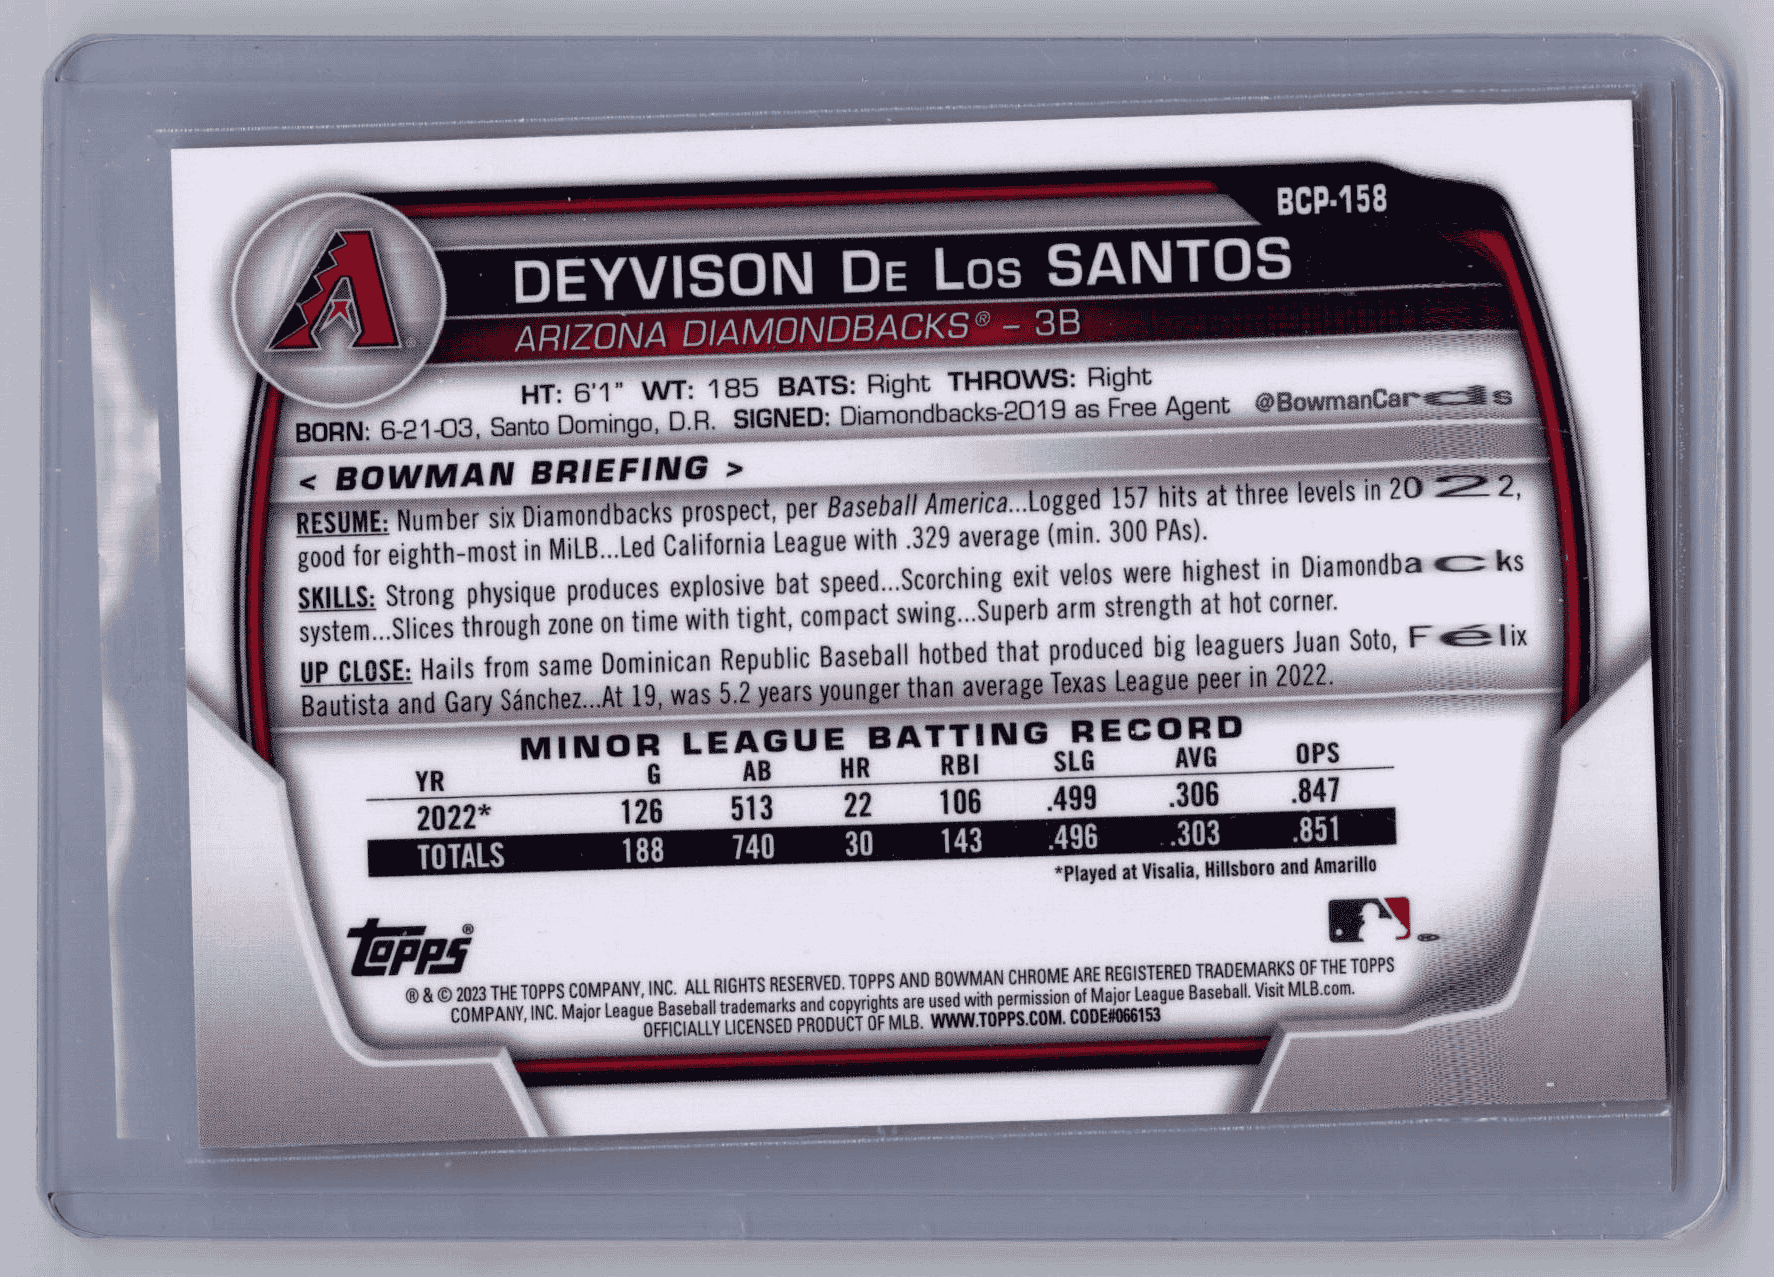 BCP-158
DEYVISON DE LOS SANTOS
ARIZONA DIAMONDBACKS® – 3B
HT: 6'1" WT: 185 BATS: Right THROWS: Right
BORN: 6-21-03, Santo Domingo, D.R. SIGNED: Diamondbacks-2019 as Free Agent @BowmanCards
< BOWMAN BRIEFING >
RESUME: Number six Diamondbacks prospect, per Baseball America...Logged 157 hits at three levels in 2022,
good for eighth-most in MiLB...Led California League with .329 average (min. 300 PAs).
SKILLS: Strong physique produces explosive bat speed...Scorching exit velos were highest in Diamondbacks
system...Slices through zone on time with tight, compact swing...Superb arm strength at hot corner.
UP CLOSE: Hails from same Dominican Republic Baseball hotbed that produced big leaguers Juan Soto, Félix
Bautista and Gary Sánchez...At 19, was 5.2 years younger than average Texas League peer in 2022.
MINOR LEAGUE BATTING RECORD
YR G AB HR RBI SLG AVG OPS
2022* 126 513 22 106 .499 .306 .847
TOTALS 188 740 30 143 .496 .303 .851
*Played at Visalia, Hillsboro and Amarillo
Topps®
® & © 2023 THE TOPPS COMPANY, INC. ALL RIGHTS RESERVED. TOPPS AND BOWMAN CHROME ARE REGISTERED TRADEMARKS OF THE TOPPS
COMPANY, INC. Major League Baseball trademarks and copyrights are used with permission of Major League Baseball. Visit MLB.com.
OFFICIALLY LICENSED PRODUCT OF MLB. WWW.TOPPS.COM. CODE#066153